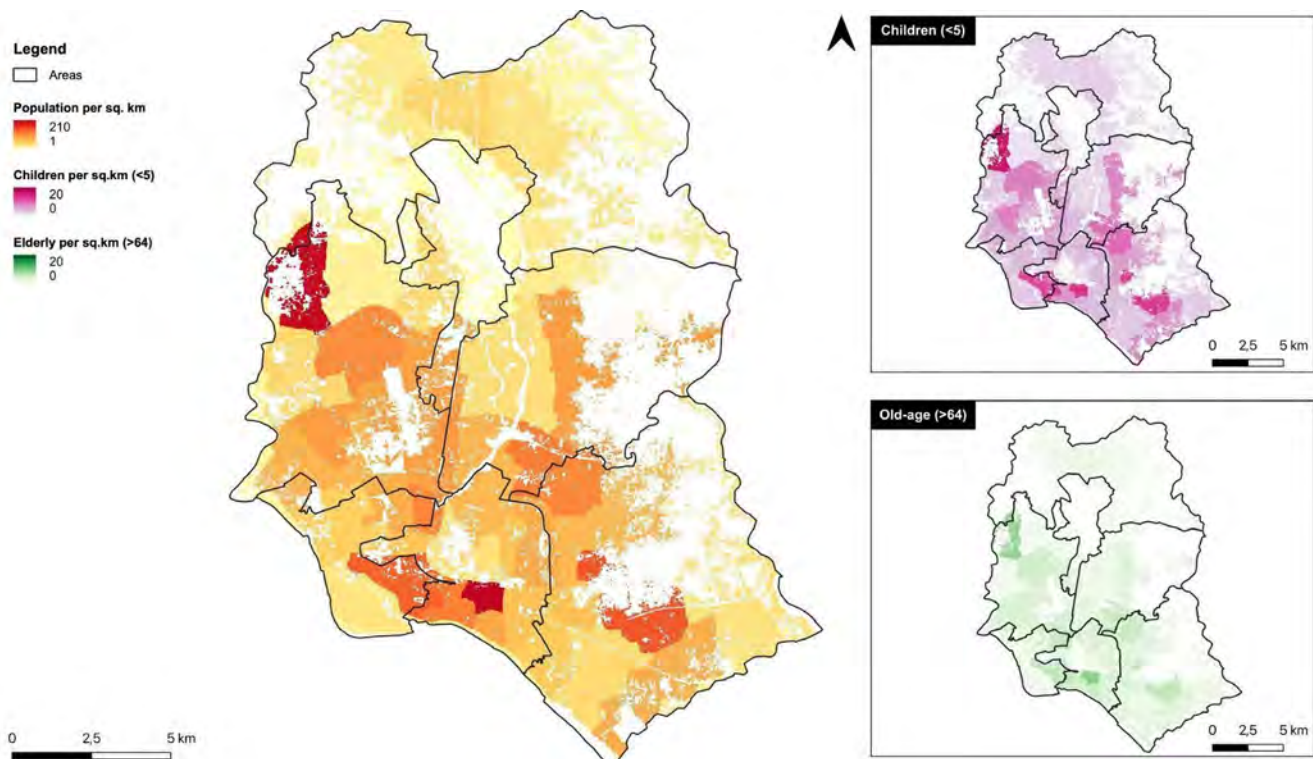 Legend
Areas
Population per sq. km
210
1
Children per sq.km (<5)
20
0
Elderly per sq.km (>64)
20
0
0 2,5 5 km
Children (<5)
0 2,5 5 km
Old-age (>64)
0 2,5 5 km